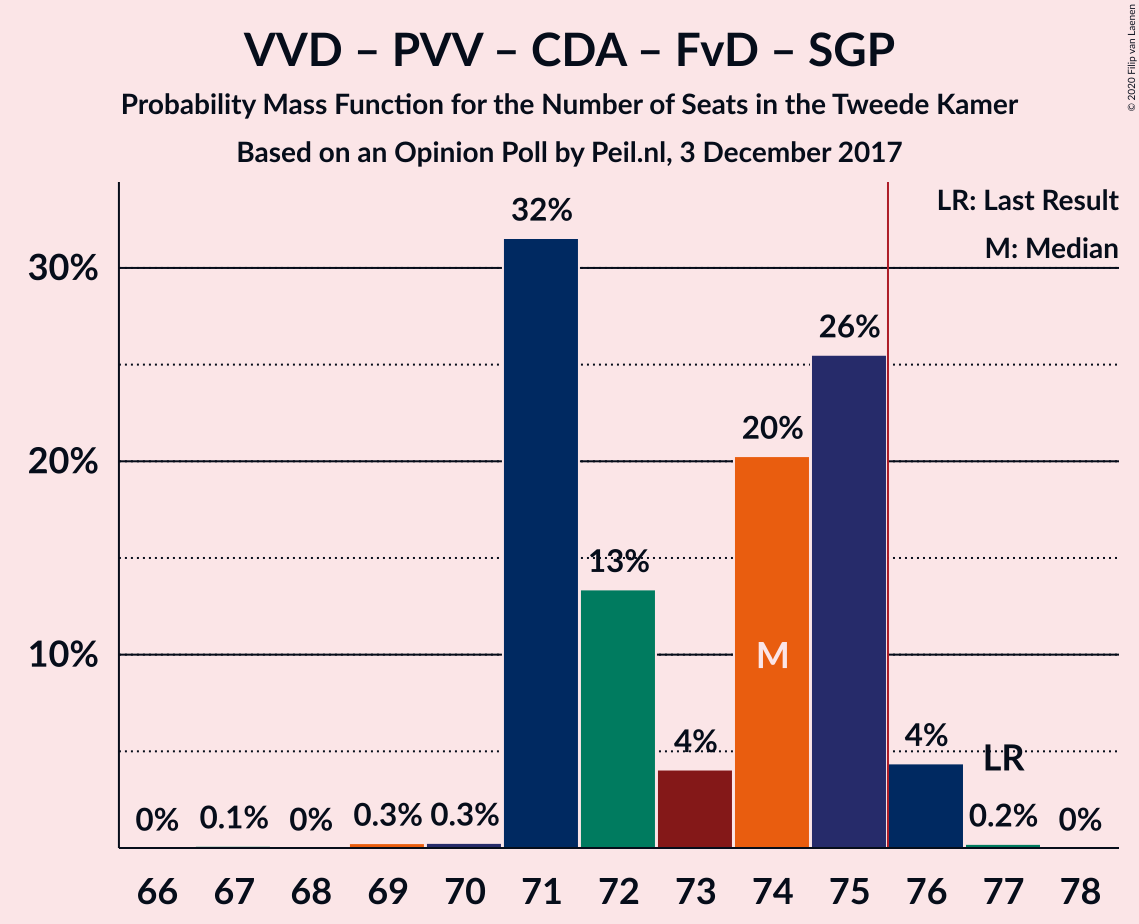 VVD – PVV – CDA – FvD – SGP
Probability Mass Function for the Number of Seats in the Tweede Kamer
Based on an Opinion Poll by Peil.nl, 3 December 2017
© 2020 Filip van Laenen
LR: Last Result
M: Median
30%
20%
10%
0%
0.1%
0%
0.3%
0.3%
32%
13%
4%
20%
M
26%
4%
LR
0.2%
0%
66 67 68 69 70 71 72 73 74 75 76 77 78